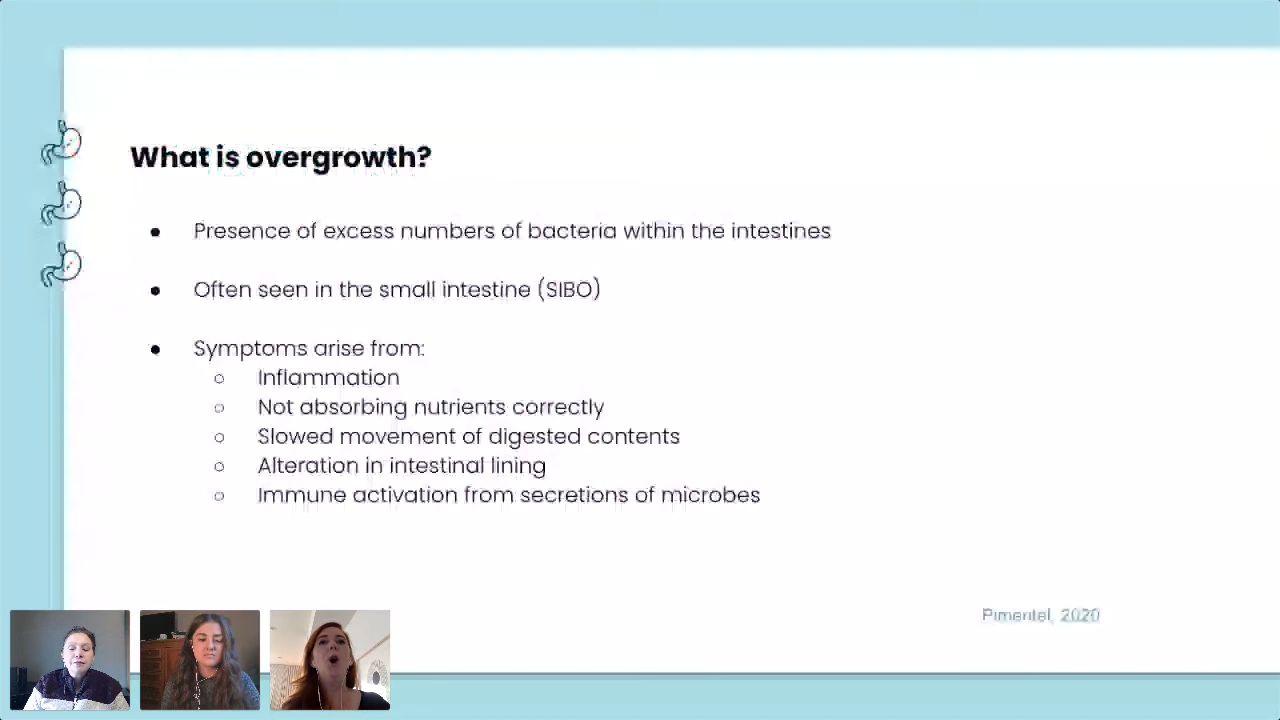 What is overgrowth?
● Presence of excess numbers of bacteria within the intestines
● Often seen in the small intestine (SIBO)
● Symptoms arise from:
○ Inflammation
○ Not absorbing nutrients correctly
○ Slowed movement of digested contents
○ Alteration in intestinal lining
○ Immune activation from secretions of microbes
Pimentel, 2020